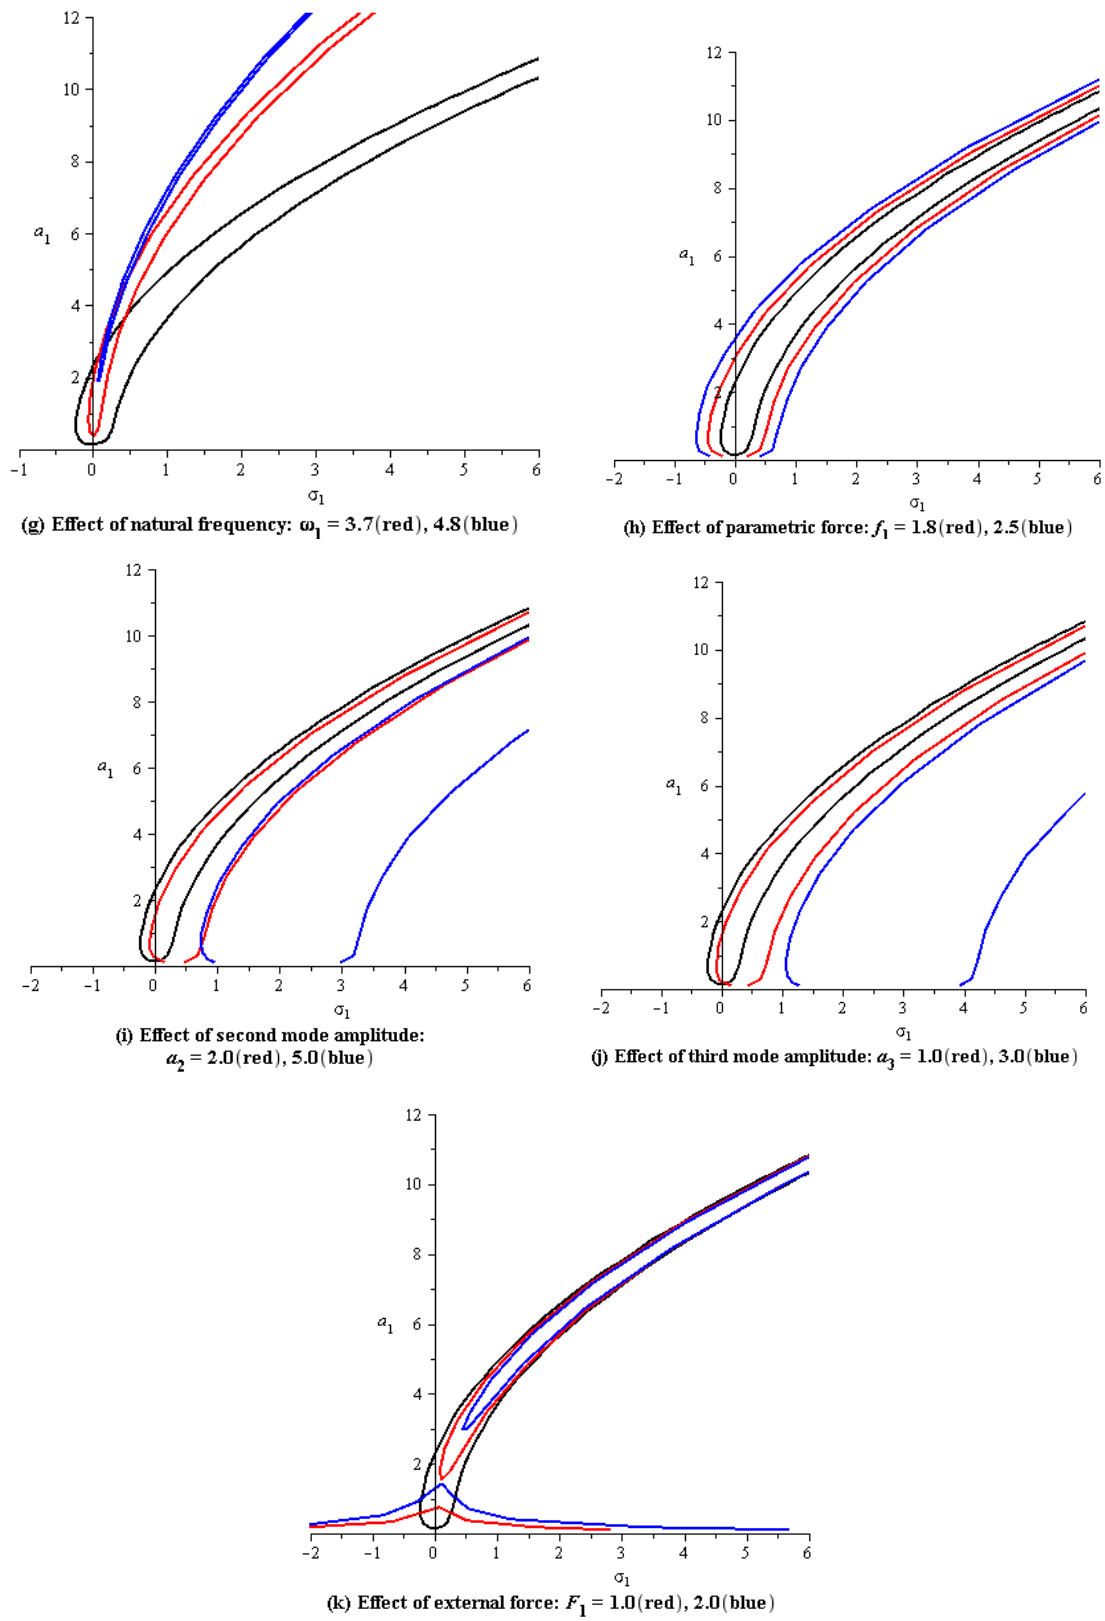 12
10
8
a1
6
4
2
−1 0 1 2 3 4 5 6
σ1
(g) Effect of natural frequency: ω1 = 3.7(red), 4.8(blue)
12
10
8
a1
6
4
2
−2 −1 0 1 2 3 4 5 6
σ1
(h) Effect of parametric force: f1 = 1.8(red), 2.5(blue)
12
10
8
a1
6
4
2
−2 −1 0 1 2 3 4 5 6
σ1
(i) Effect of second mode amplitude:
a2 = 2.0(red), 5.0(blue)
12
10
8
a1
6
4
2
−2 −1 0 1 2 3 4 5 6
σ1
(j) Effect of third mode amplitude: a3 = 1.0(red), 3.0(blue)
12
10
8
a1
6
4
2
−2 −1 0 1 2 3 4 5 6
σ1
(k) Effect of external force: F1 = 1.0(red), 2.0(blue)